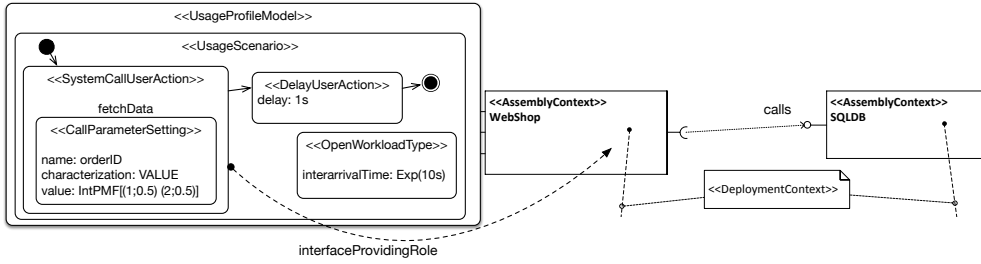 <<UsageProfileModel>>
<<UsageScenario>>
<<SystemCallUserAction>>
fetchData
<<CallParameterSetting>>
name: orderID
characterization: VALUE
value: IntPMF[(1;0.5) (2;0.5)]
<<DelayUserAction>>
delay: 1s
<<OpenWorkloadType>>
interarrivalTime: Exp(10s)
interfaceProvidingRole
<<AssemblyContext>>
WebShop
calls
<<AssemblyContext>>
SQLDB
<<DeploymentContext>>